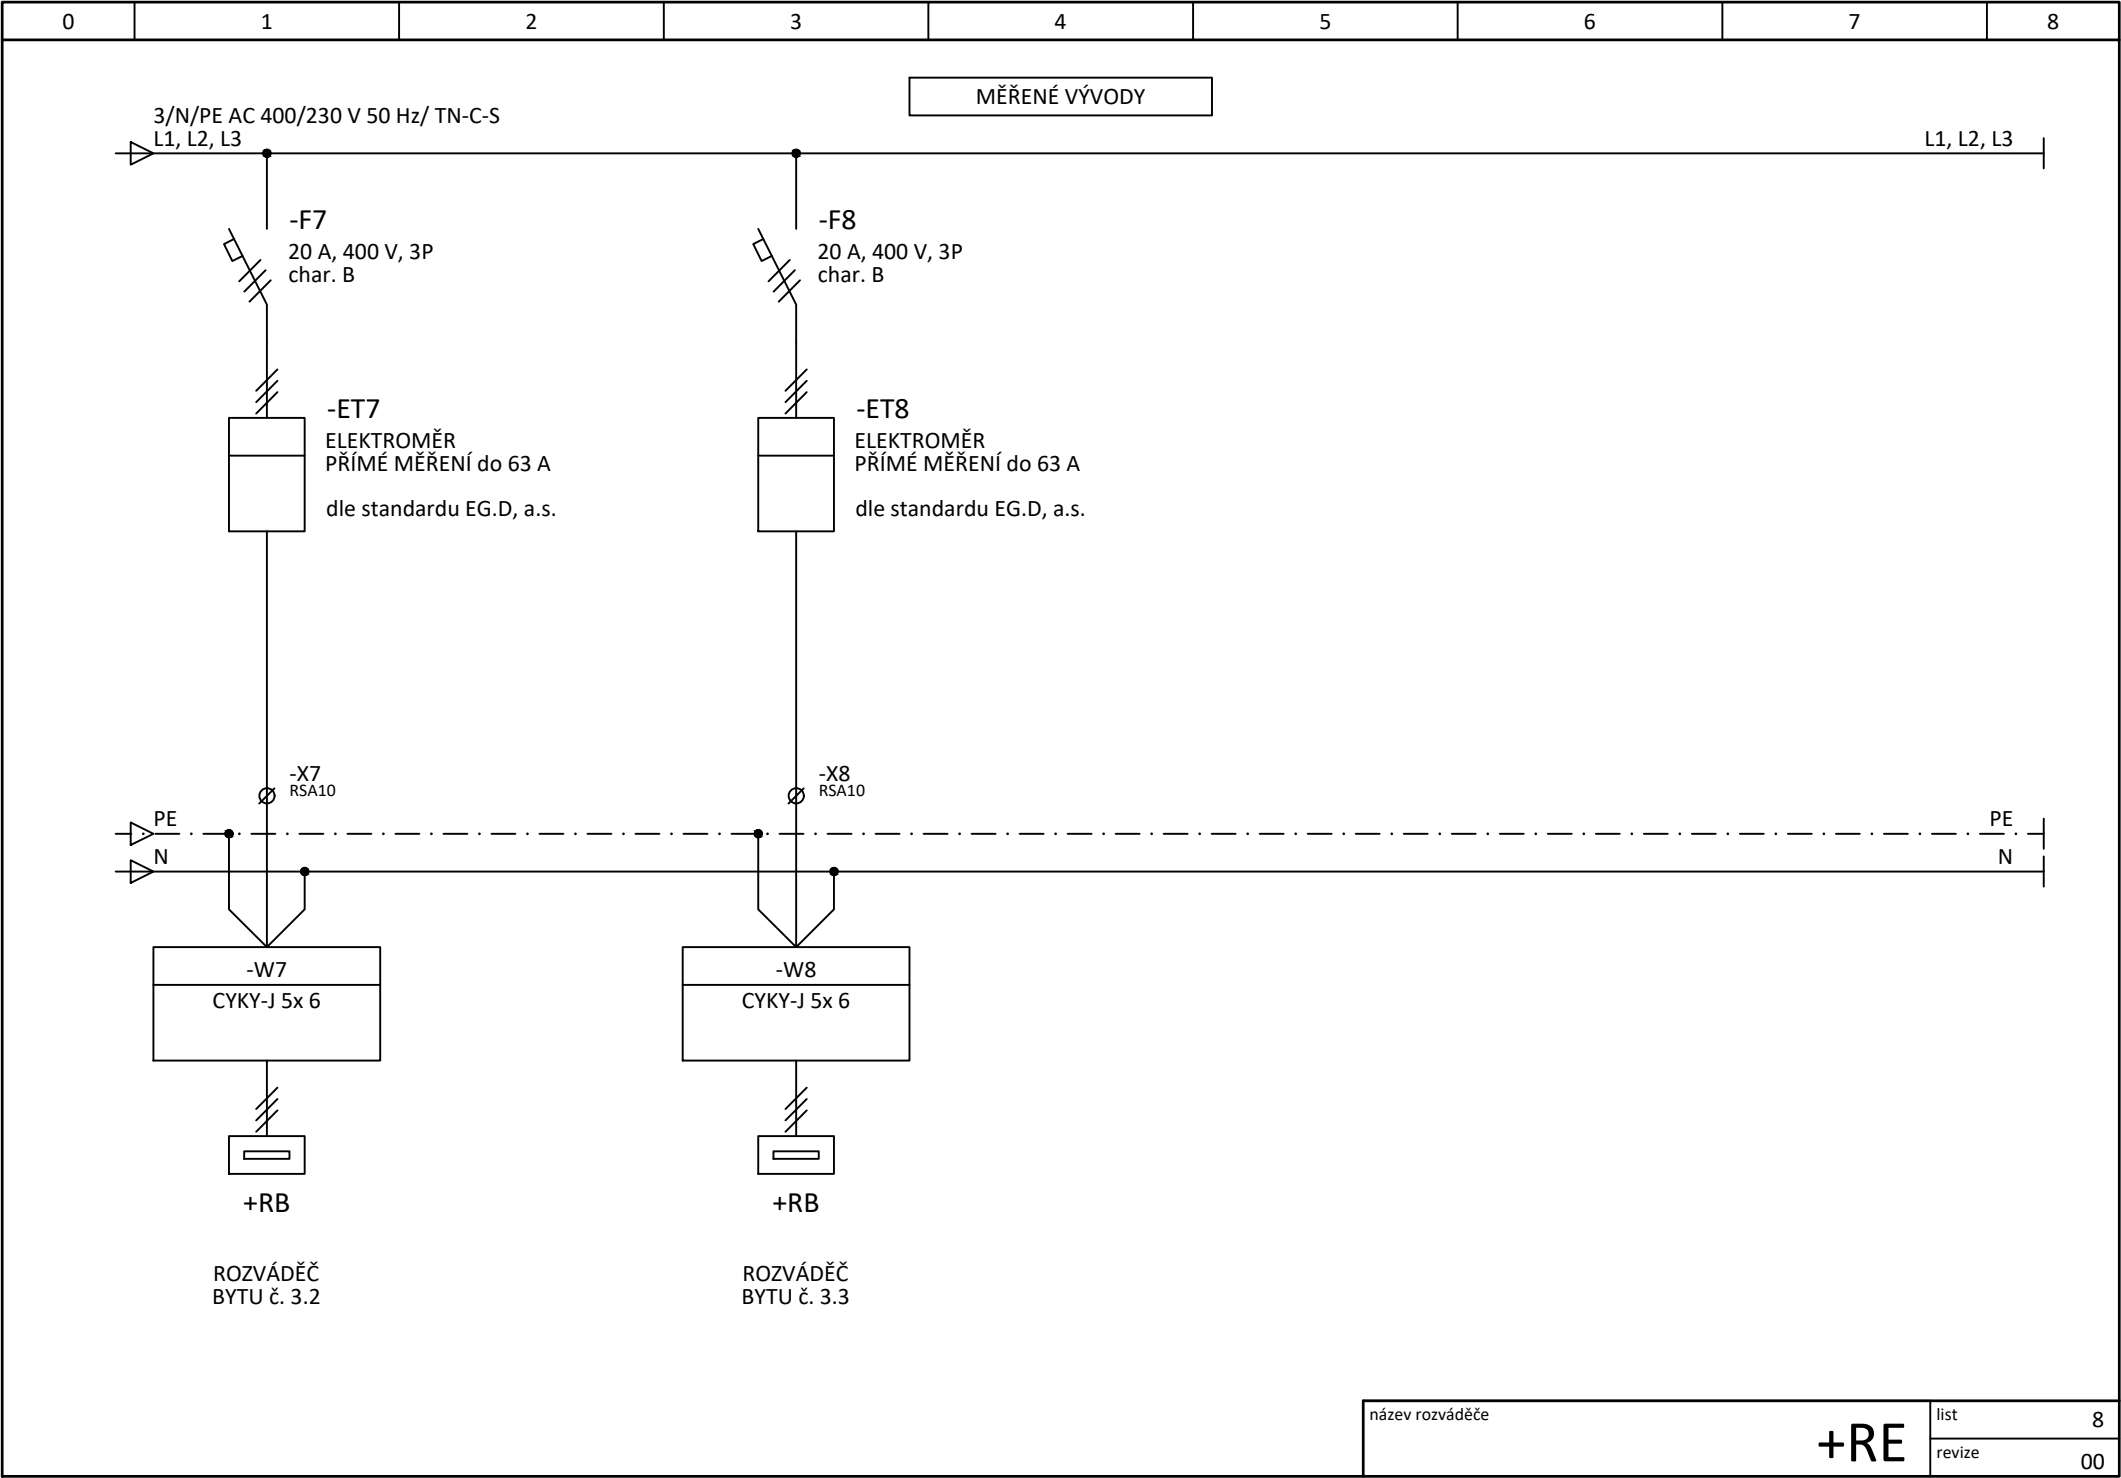 0 1 2 3 4 5 6 7 8
MĚŘENÉ VÝVODY
3/N/PE AC 400/230 V 50 Hz/ TN-C-S
L1, L2, L3
L1, L2, L3
-F7
20 A, 400 V, 3P
char. B
-F8
20 A, 400 V, 3P
char. B
-ET7
ELEKTROMĚR
PŘÍMÉ MĚŘENÍ do 63 A
dle standardu EG.D, a.s.
-ET8
ELEKTROMĚR
PŘÍMÉ MĚŘENÍ do 63 A
dle standardu EG.D, a.s.
-X7
RSA10
-X8
RSA10
PE
PE
N
N
-W7
CYKY-J 5x 6
-W8
CYKY-J 5x 6
+RB
+RB
ROZVÁDĚČ
BYTU č. 3.2
ROZVÁDĚČ
BYTU č. 3.3
název rozváděče
+RE
list 8
revize 00